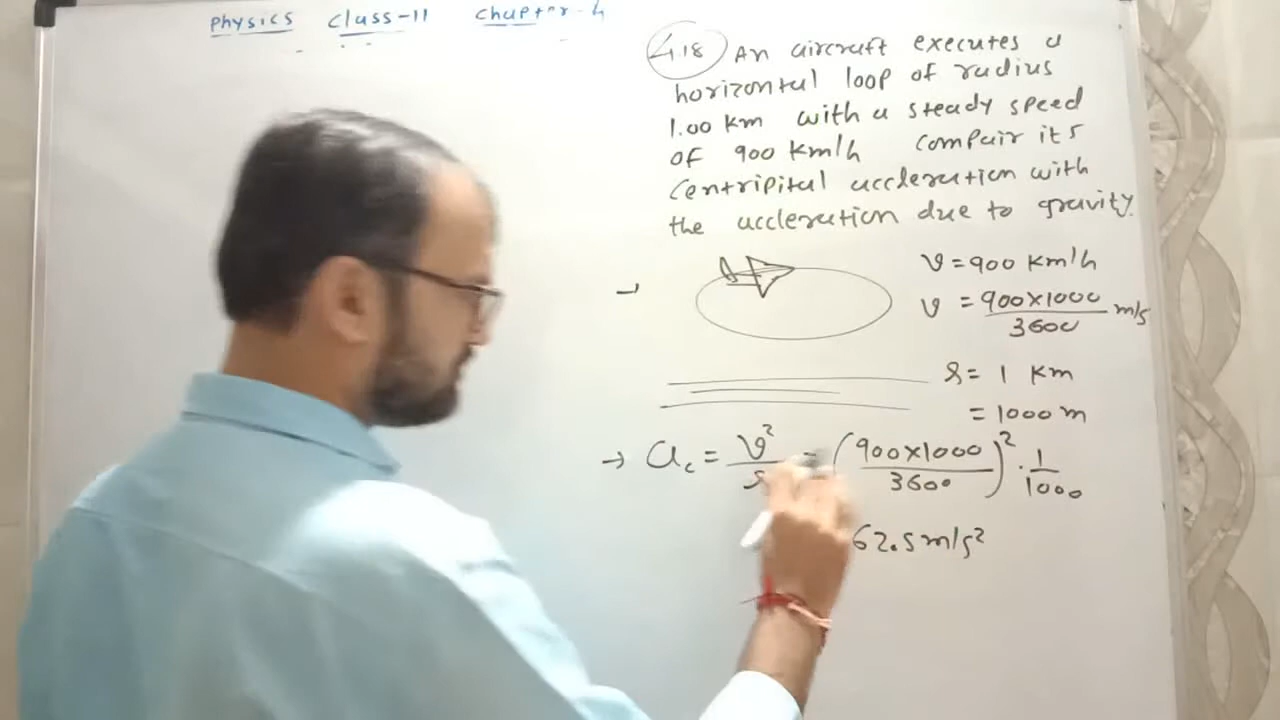 Physics Class-11 Chapter-4
4.18 An aircraft executes a
horizontal loop of radius
1.00 km with a steady speed
of 900 km/h compair its
centripital accleration with
the accleration due to gravity.
v = 900 km/h
v = 900×1000/3600 m/s
r = 1 km
= 1000 m
→ a_c = v²/r = (900×1000/3600)² · 1/1000
62.5 m/s²